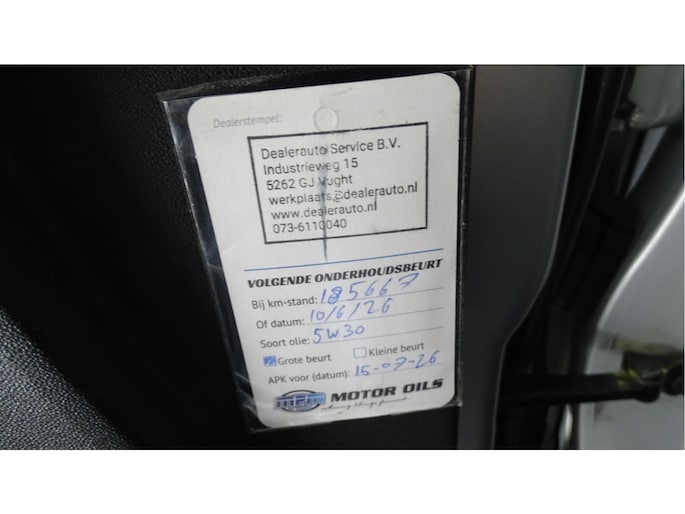 Dealerstempel:
Dealerauto Service B.V.
Industrieweg 15
5262 GJ Vught
werkplaats@dealerauto.nl
www.dealerauto.nl
073-6110040
VOLGENDE ONDERHOUDSBEURT
Bij km-stand: 185667
Of datum: 10/6/26
Soort olie: 5W30
Grote beurt Kleine beurt
APK voor (datum): 15-07-26
MPM MOTOR OILS